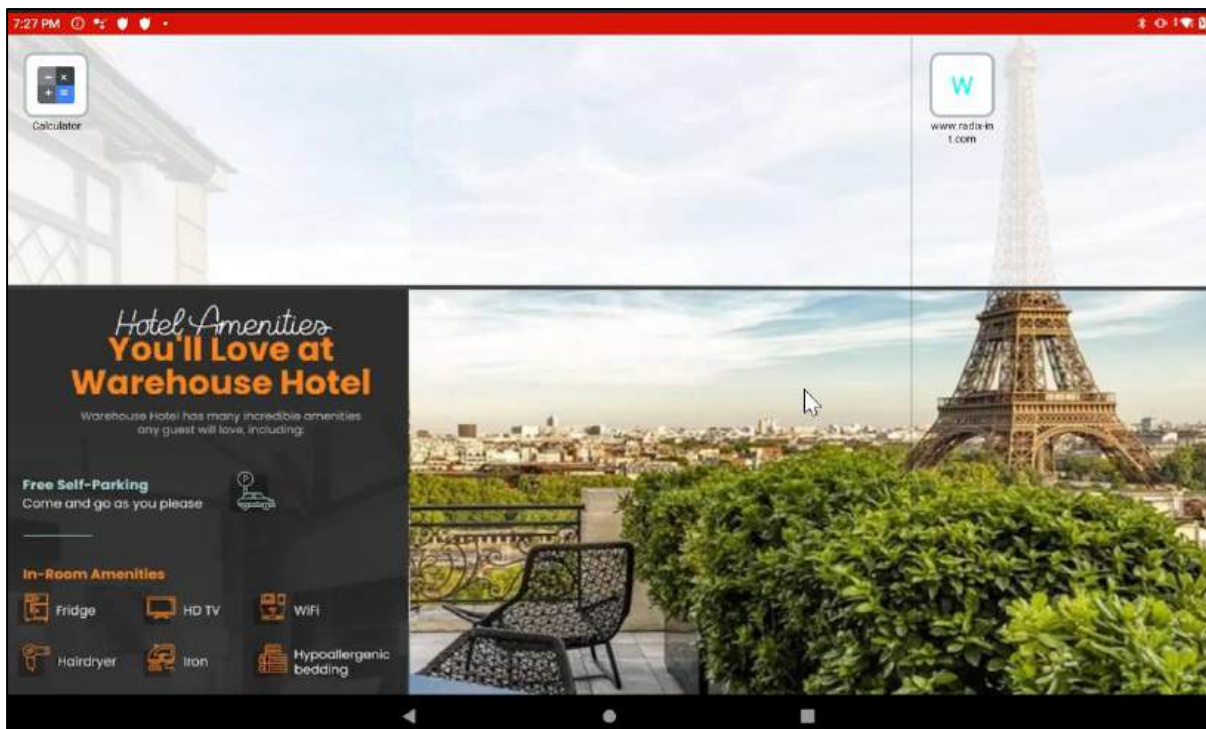 7:27 PM
Calculator
W
www.radix-in
t.com
Hotel Amenities
You'll Love at
Warehouse Hotel
Warehouse Hotel has many incredible amenities
any guest will love, including:
Free Self-Parking
Come and go as you please
P
In-Room Amenities
Fridge
HD TV
WiFi
Hairdryer
Iron
Hypoallergenic
bedding